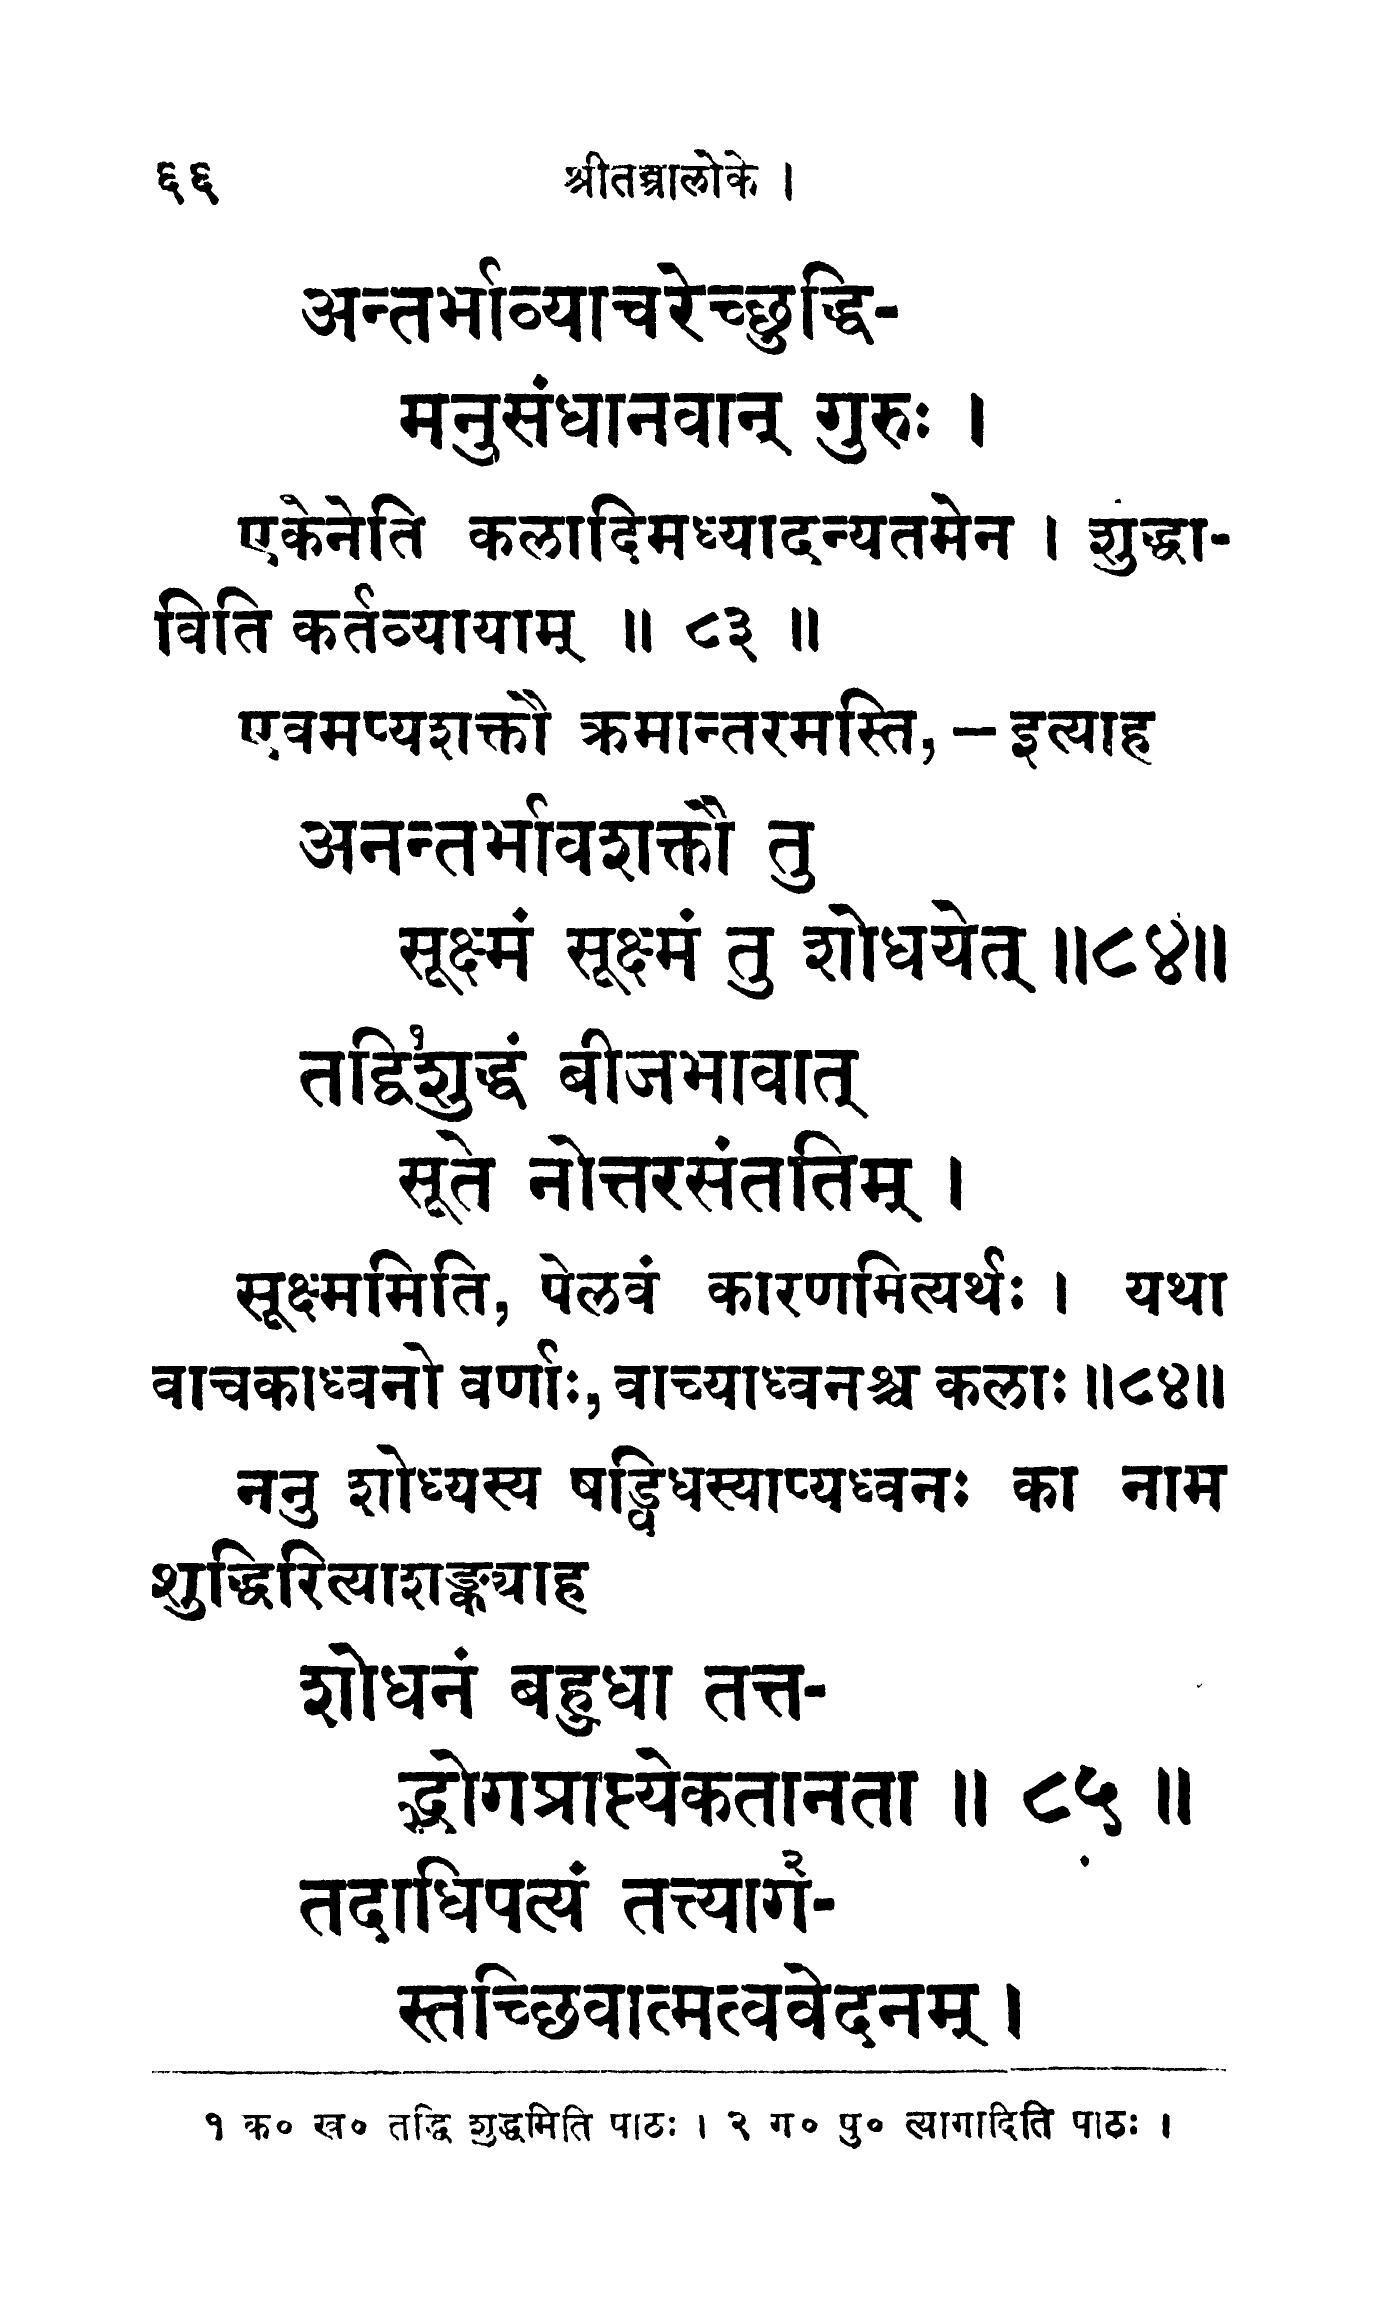 ६६ श्रीतन्त्रालोके ।
अन्तर्भाव्याचरेच्छुद्धि-
मनुसंधानवान् गुरुः ।
एकेनेति कलादिमध्यादन्यतमेन । शुद्धा-
विति कर्तव्यायाम् ॥ ८३ ॥
एवमप्यशक्तौ क्रमान्तरमस्ति, — इत्याह
अनन्तर्भावशक्तौ तु
सूक्ष्मं सूक्ष्मं तु शोधयेत् ॥८४॥
तद्वि१शुद्धं बीजभावात्
सूते नोत्तरसंततिम् ।
सूक्ष्ममिति, पेलवं कारणमित्यर्थः । यथा
वाचकाध्वनो वर्णाः, वाच्याध्वनश्च कलाः ॥८४॥
ननु शोध्यस्य षड्विधस्याप्यध्वनः का नाम
शुद्धिरित्याशङ्क्याह
शोधनं बहुधा तत्त-
द्भोगप्राप्त्येकतानता ॥ ८५ ॥
तदाधिपत्यं तत्त्याग२-
स्तच्छिवात्मत्ववेदनम् ।
१ क० ख० तद्धि शुद्धमिति पाठः । २ ग० पु० त्यागादिति पाठः ।